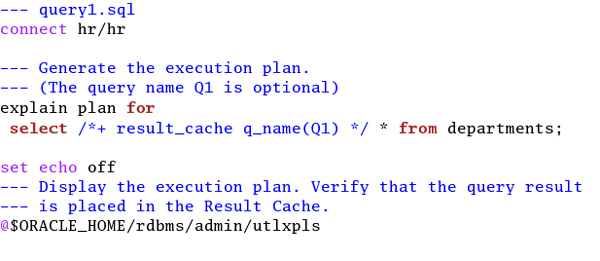 --- query1.sql
connect hr/hr
--- Generate the execution plan.
--- (The query name Q1 is optional)
explain plan for
select /*+ result_cache q_name(Q1) */ * from departments;
set echo off
--- Display the execution plan. Verify that the query result
--- is placed in the Result Cache.
@$ORACLE_HOME/rdbms/admin/utlxpls